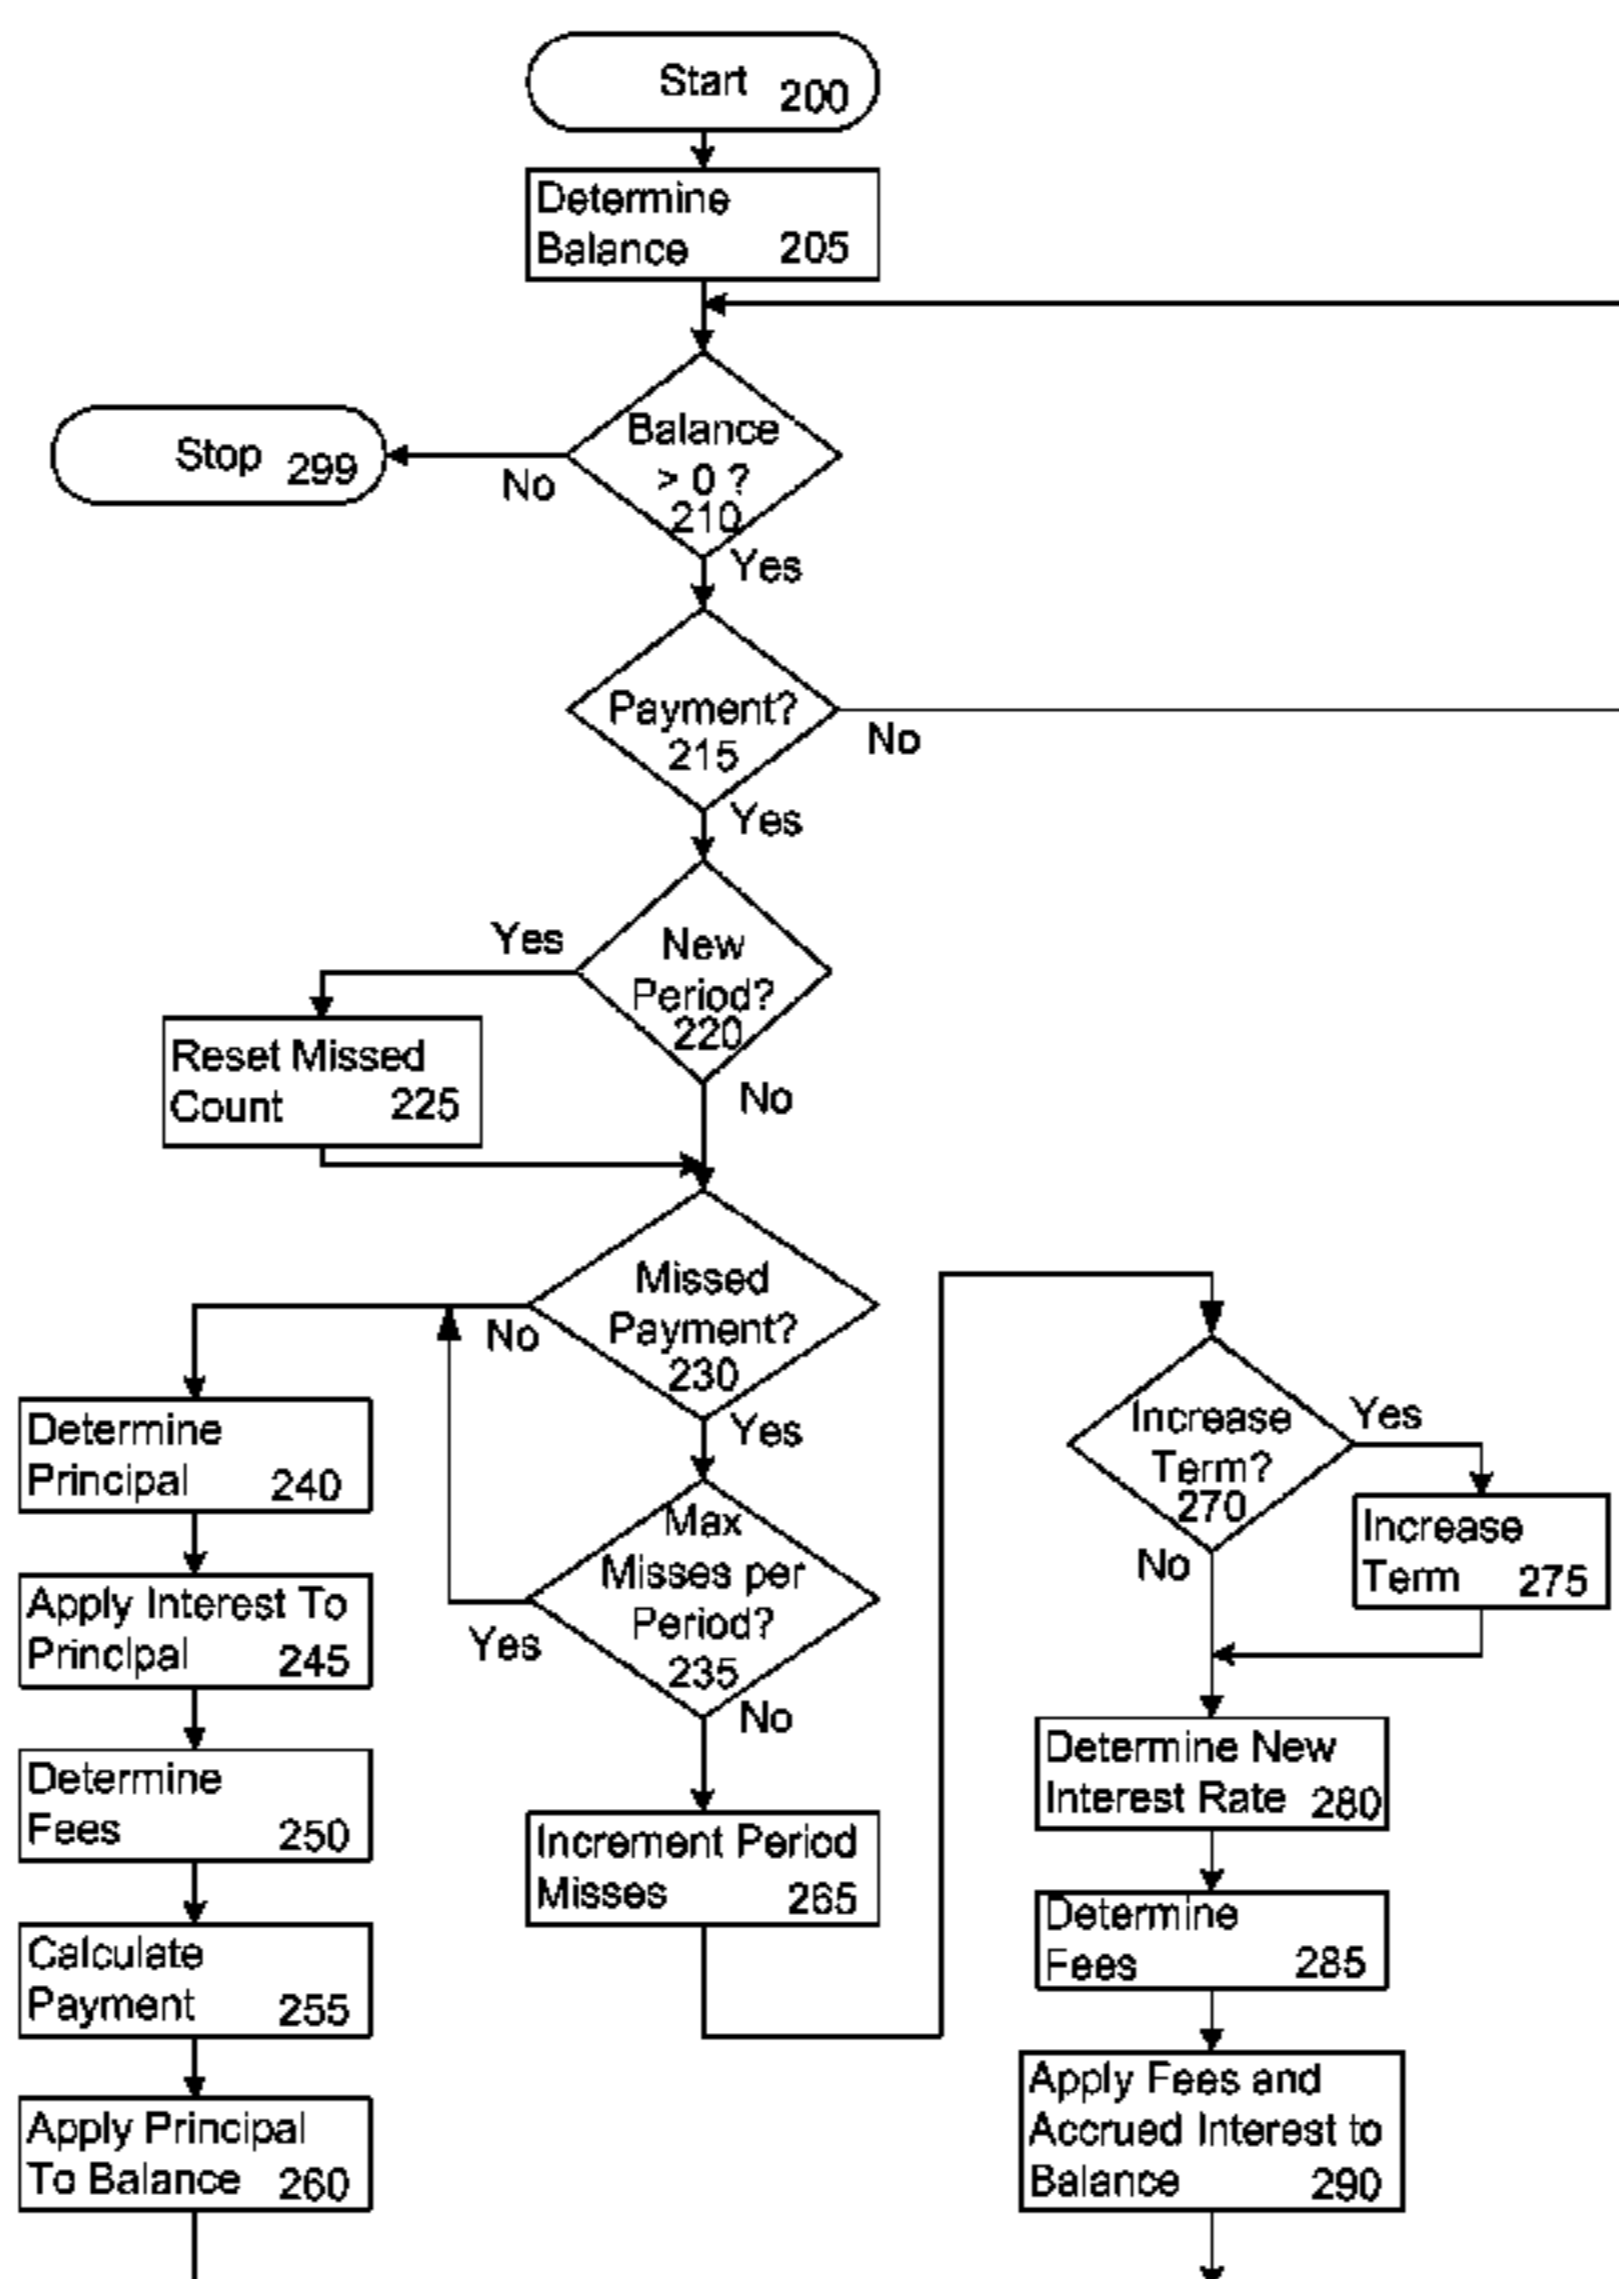 Start 200
Determine
Balance 205
Balance
> 0 ?
210
Stop 299
No
Yes
Payment?
215
No
Yes
New
Period?
220
Yes
No
Reset Missed
Count 225
Missed
Payment?
230
No
Yes
Max
Misses per
Period?
235
Yes
No
Determine
Principal 240
Apply Interest To
Principal 245
Determine
Fees 250
Calculate
Payment 255
Apply Principal
To Balance 260
Increment Period
Misses 265
Increase
Term?
270
Yes
No
Increase
Term 275
Determine New
Interest Rate 280
Determine
Fees 285
Apply Fees and
Accrued Interest to
Balance 290